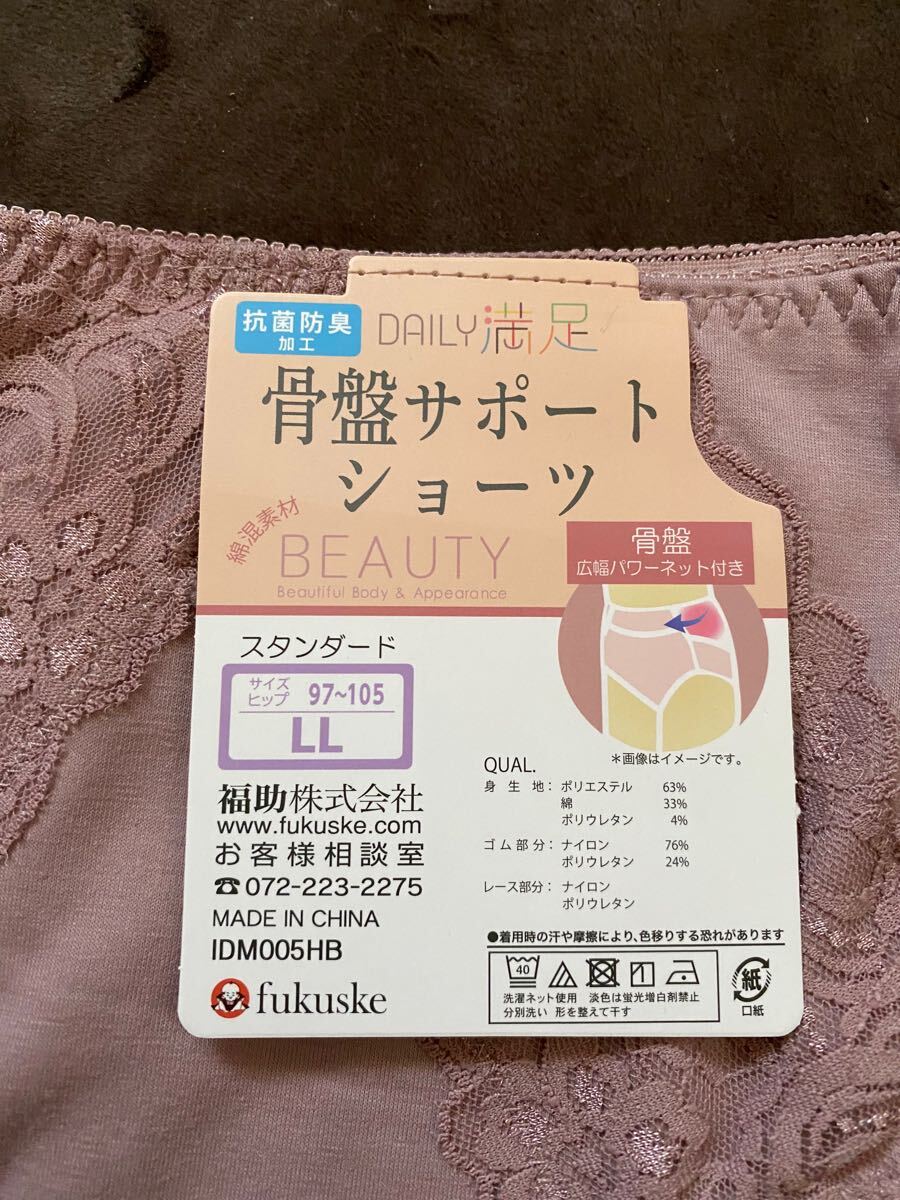 抗菌防臭
加工
DAILY満足
骨盤サポート
ショーツ
綿混素材
BEAUTY
Beautiful Body & Appearance
骨盤
広幅パワーネット付き
スタンダード
サイズ
ヒップ 97~105
LL
*画像はイメージです。
QUAL.
身生地: ポリエステル 63%
綿 33%
ポリウレタン 4%
ゴム部分: ナイロン 76%
ポリウレタン 24%
レース部分: ナイロン
ポリウレタン
福助株式会社
www.fukuske.com
お客様相談室
☎072-223-2275
MADE IN CHINA
IDM005HB
fukuske
●着用時の汗や摩擦により、色移りする恐れがあります
40
1
洗濯ネット使用 淡色は蛍光増白剤禁止
分別洗い 形を整えて干す
紙
口紙